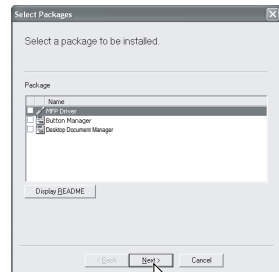 Select Packages
Select a package to be installed.
Package
Name
MFP Driver
Button Manager
Desktop Document Manager
Display README
< Back Next > Cancel